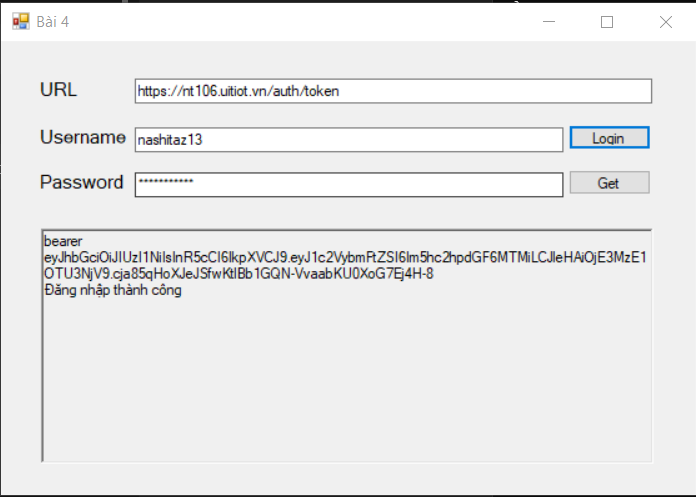 Bài 4
URL
https://nt106.uitiot.vn/auth/token
Username
nashitaz13
Login
Password
***********
Get
bearer
eyJhbGciOiJIUzI1NiIsInR5cCI6IkpXVCJ9.eyJ1c2VybmFtZSI6Im5hc2hpdGF6MTMiLCJleHAiOjE3MzE1
OTU3NjV9.cja85qHoXJeJSfwKtlBb1GQN-VvaabKU0XoG7Ej4H-8
Đăng nhập thành công